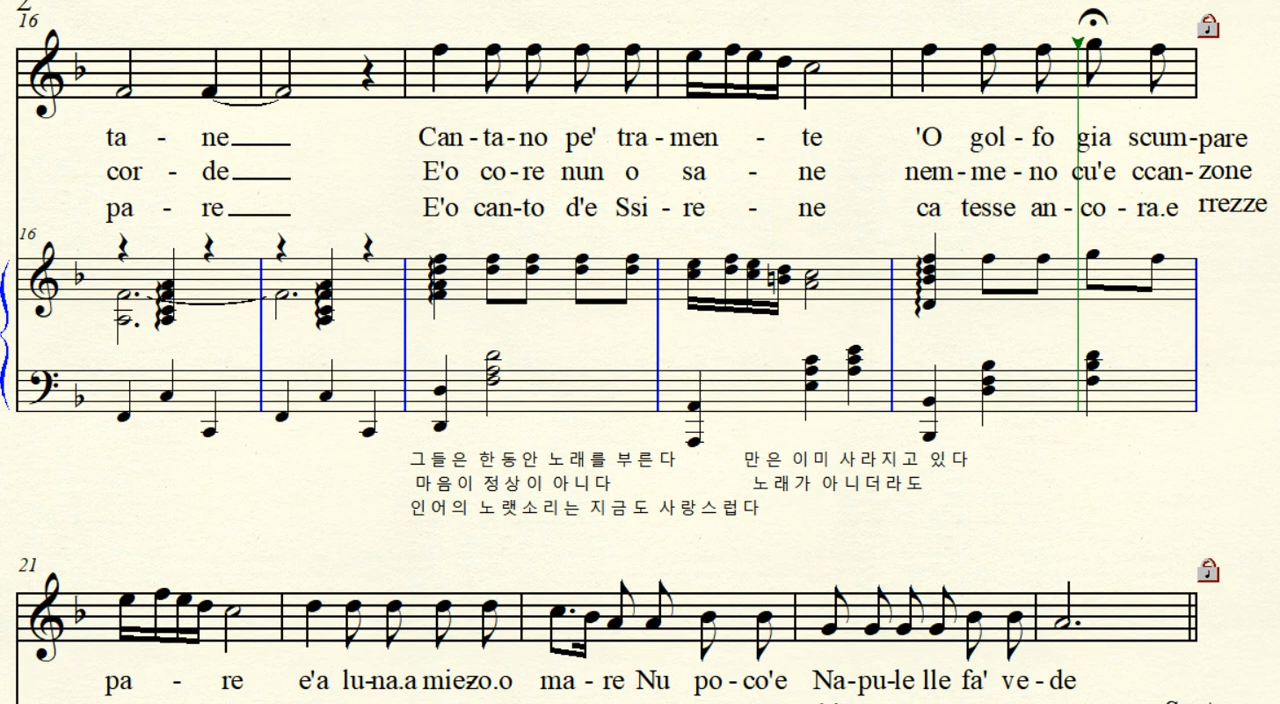 2
16
ta - ne Can - ta - no pe' tra - men - te 'O gol - fo gia scum-pare
cor - de E'o co - re nun o sa - ne nem - me - no cu'e ccan-zone
pa - re E'o can-to d'e Ssi - re - ne ca tesse an - co - ra.e rrezze
16
그들은 한동안 노래를 부른다 만은 이미 사라지고 있다
마음이 정상이 아니다 노래가 아니더라도
인어의 노랫소리는 지금도 사랑스럽다
21
pa - re e'a lu-na.a miezo.o ma - re Nu po - co'e Na-pu-le lle fa' ve - de